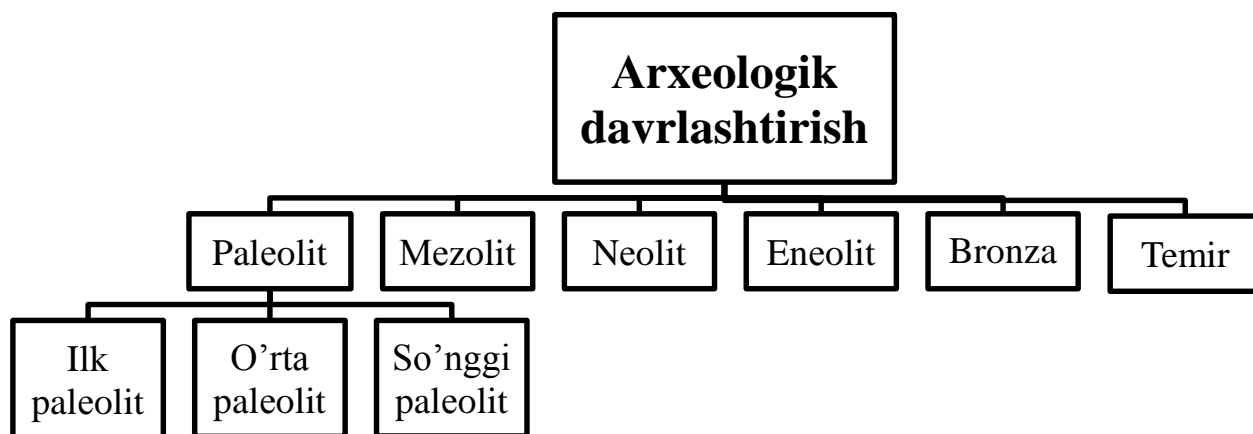 Arxeologik
davrlashtirish
Paleolit
Mezolit
Neolit
Eneolit
Bronza
Temir
Ilk
paleolit
O’rta
paleolit
So’nggi
paleolit